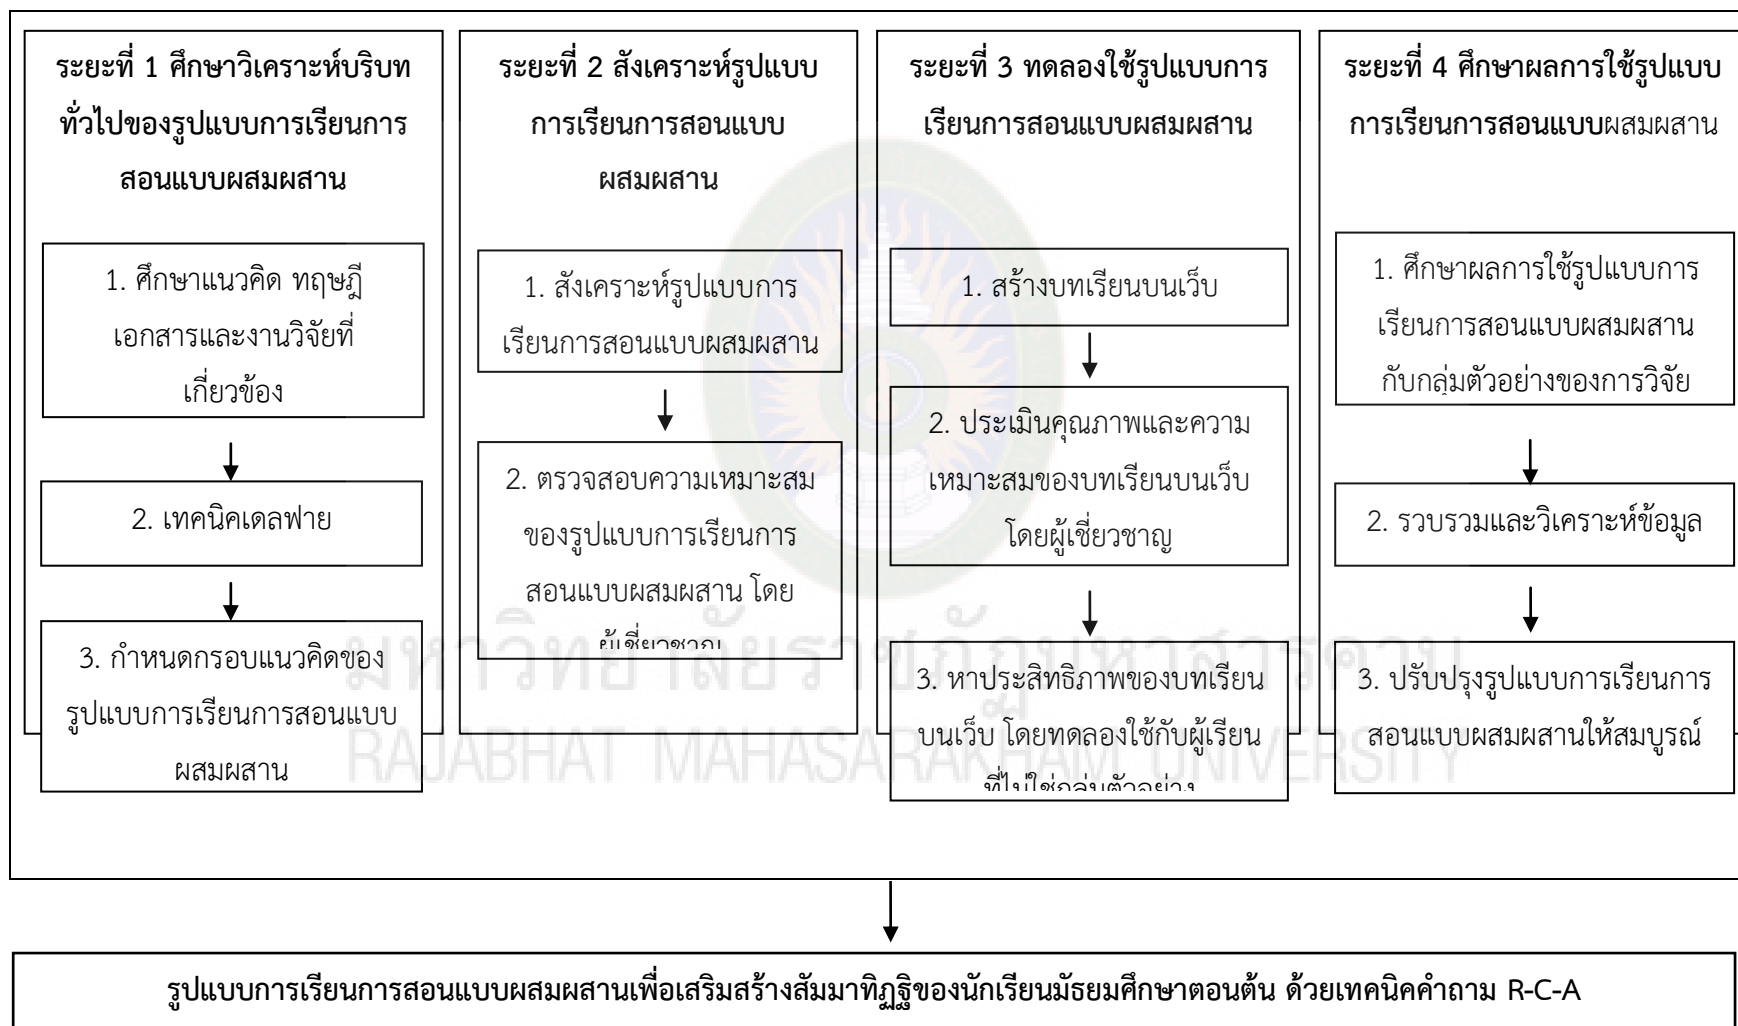 ระยะที่ 1 ศึกษาวิเคราะห์บริบท
ทั่วไปของรูปแบบการเรียนการ
สอนแบบผสมผสาน
1. ศึกษาแนวคิด ทฤษฎี
เอกสารและงานวิจัยที่
เกี่ยวข้อง
2. เทคนิคเดลฟาย
3. กำหนดกรอบแนวคิดของ
รูปแบบการเรียนการสอนแบบ
ผสมผสาน
ระยะที่ 2 สังเคราะห์รูปแบบ
การเรียนการสอนแบบ
ผสมผสาน
1. สังเคราะห์รูปแบบการ
เรียนการสอนแบบผสมผสาน
2. ตรวจสอบความเหมาะสม
ของรูปแบบการเรียนการ
สอนแบบผสมผสาน โดย
ผู้เชี่ยวชาญ
ระยะที่ 3 ทดลองใช้รูปแบบการ
เรียนการสอนแบบผสมผสาน
1. สร้างบทเรียนบนเว็บ
2. ประเมินคุณภาพและความ
เหมาะสมของบทเรียนบนเว็บ
โดยผู้เชี่ยวชาญ
3. หาประสิทธิภาพของบทเรียน
บนเว็บ โดยทดลองใช้กับผู้เรียน
ที่ไม่ใช่กลุ่มตัวอย่าง
ระยะที่ 4 ศึกษาผลการใช้รูปแบบ
การเรียนการสอนแบบผสมผสาน
1. ศึกษาผลการใช้รูปแบบการ
เรียนการสอนแบบผสมผสาน
กับกลุ่มตัวอย่างของการวิจัย
2. รวบรวมและวิเคราะห์ข้อมูล
3. ปรับปรุงรูปแบบการเรียนการ
สอนแบบผสมผสานให้สมบูรณ์
มหาวิทยาลัยราชภัฏมหาสารคาม
RAJABHAT MAHASARAKHAM UNIVERSITY
รูปแบบการเรียนการสอนแบบผสมผสานเพื่อเสริมสร้างสัมมาทิฏฐิของนักเรียนมัธยมศึกษาตอนต้น ด้วยเทคนิคคำถาม R-C-A